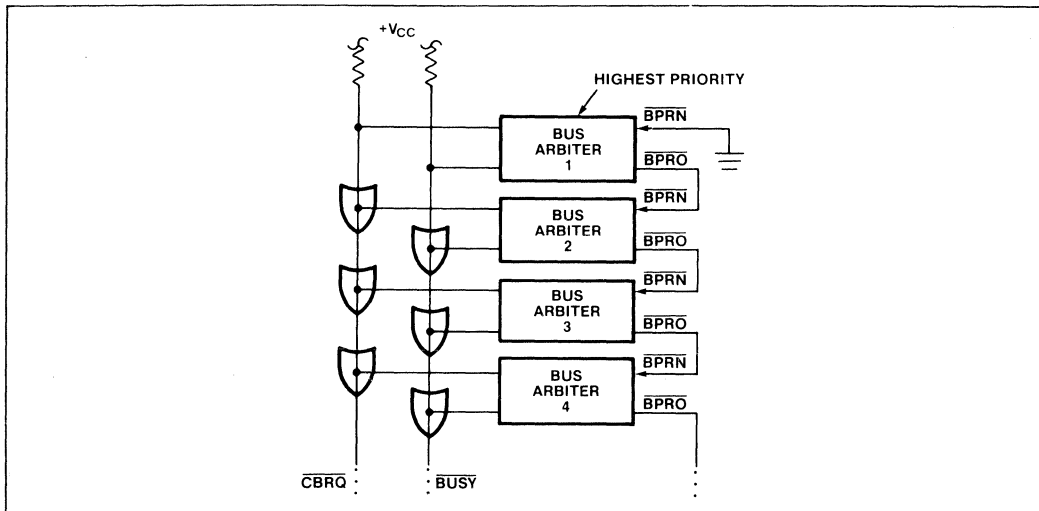 +VCC
HIGHEST PRIORITY
BUS
ARBITER
1
BPRN
BPRO
BUS
ARBITER
2
BPRN
BPRO
BUS
ARBITER
3
BPRN
BPRO
BUS
ARBITER
4
BPRN
BPRO
CBRQ
BUSY